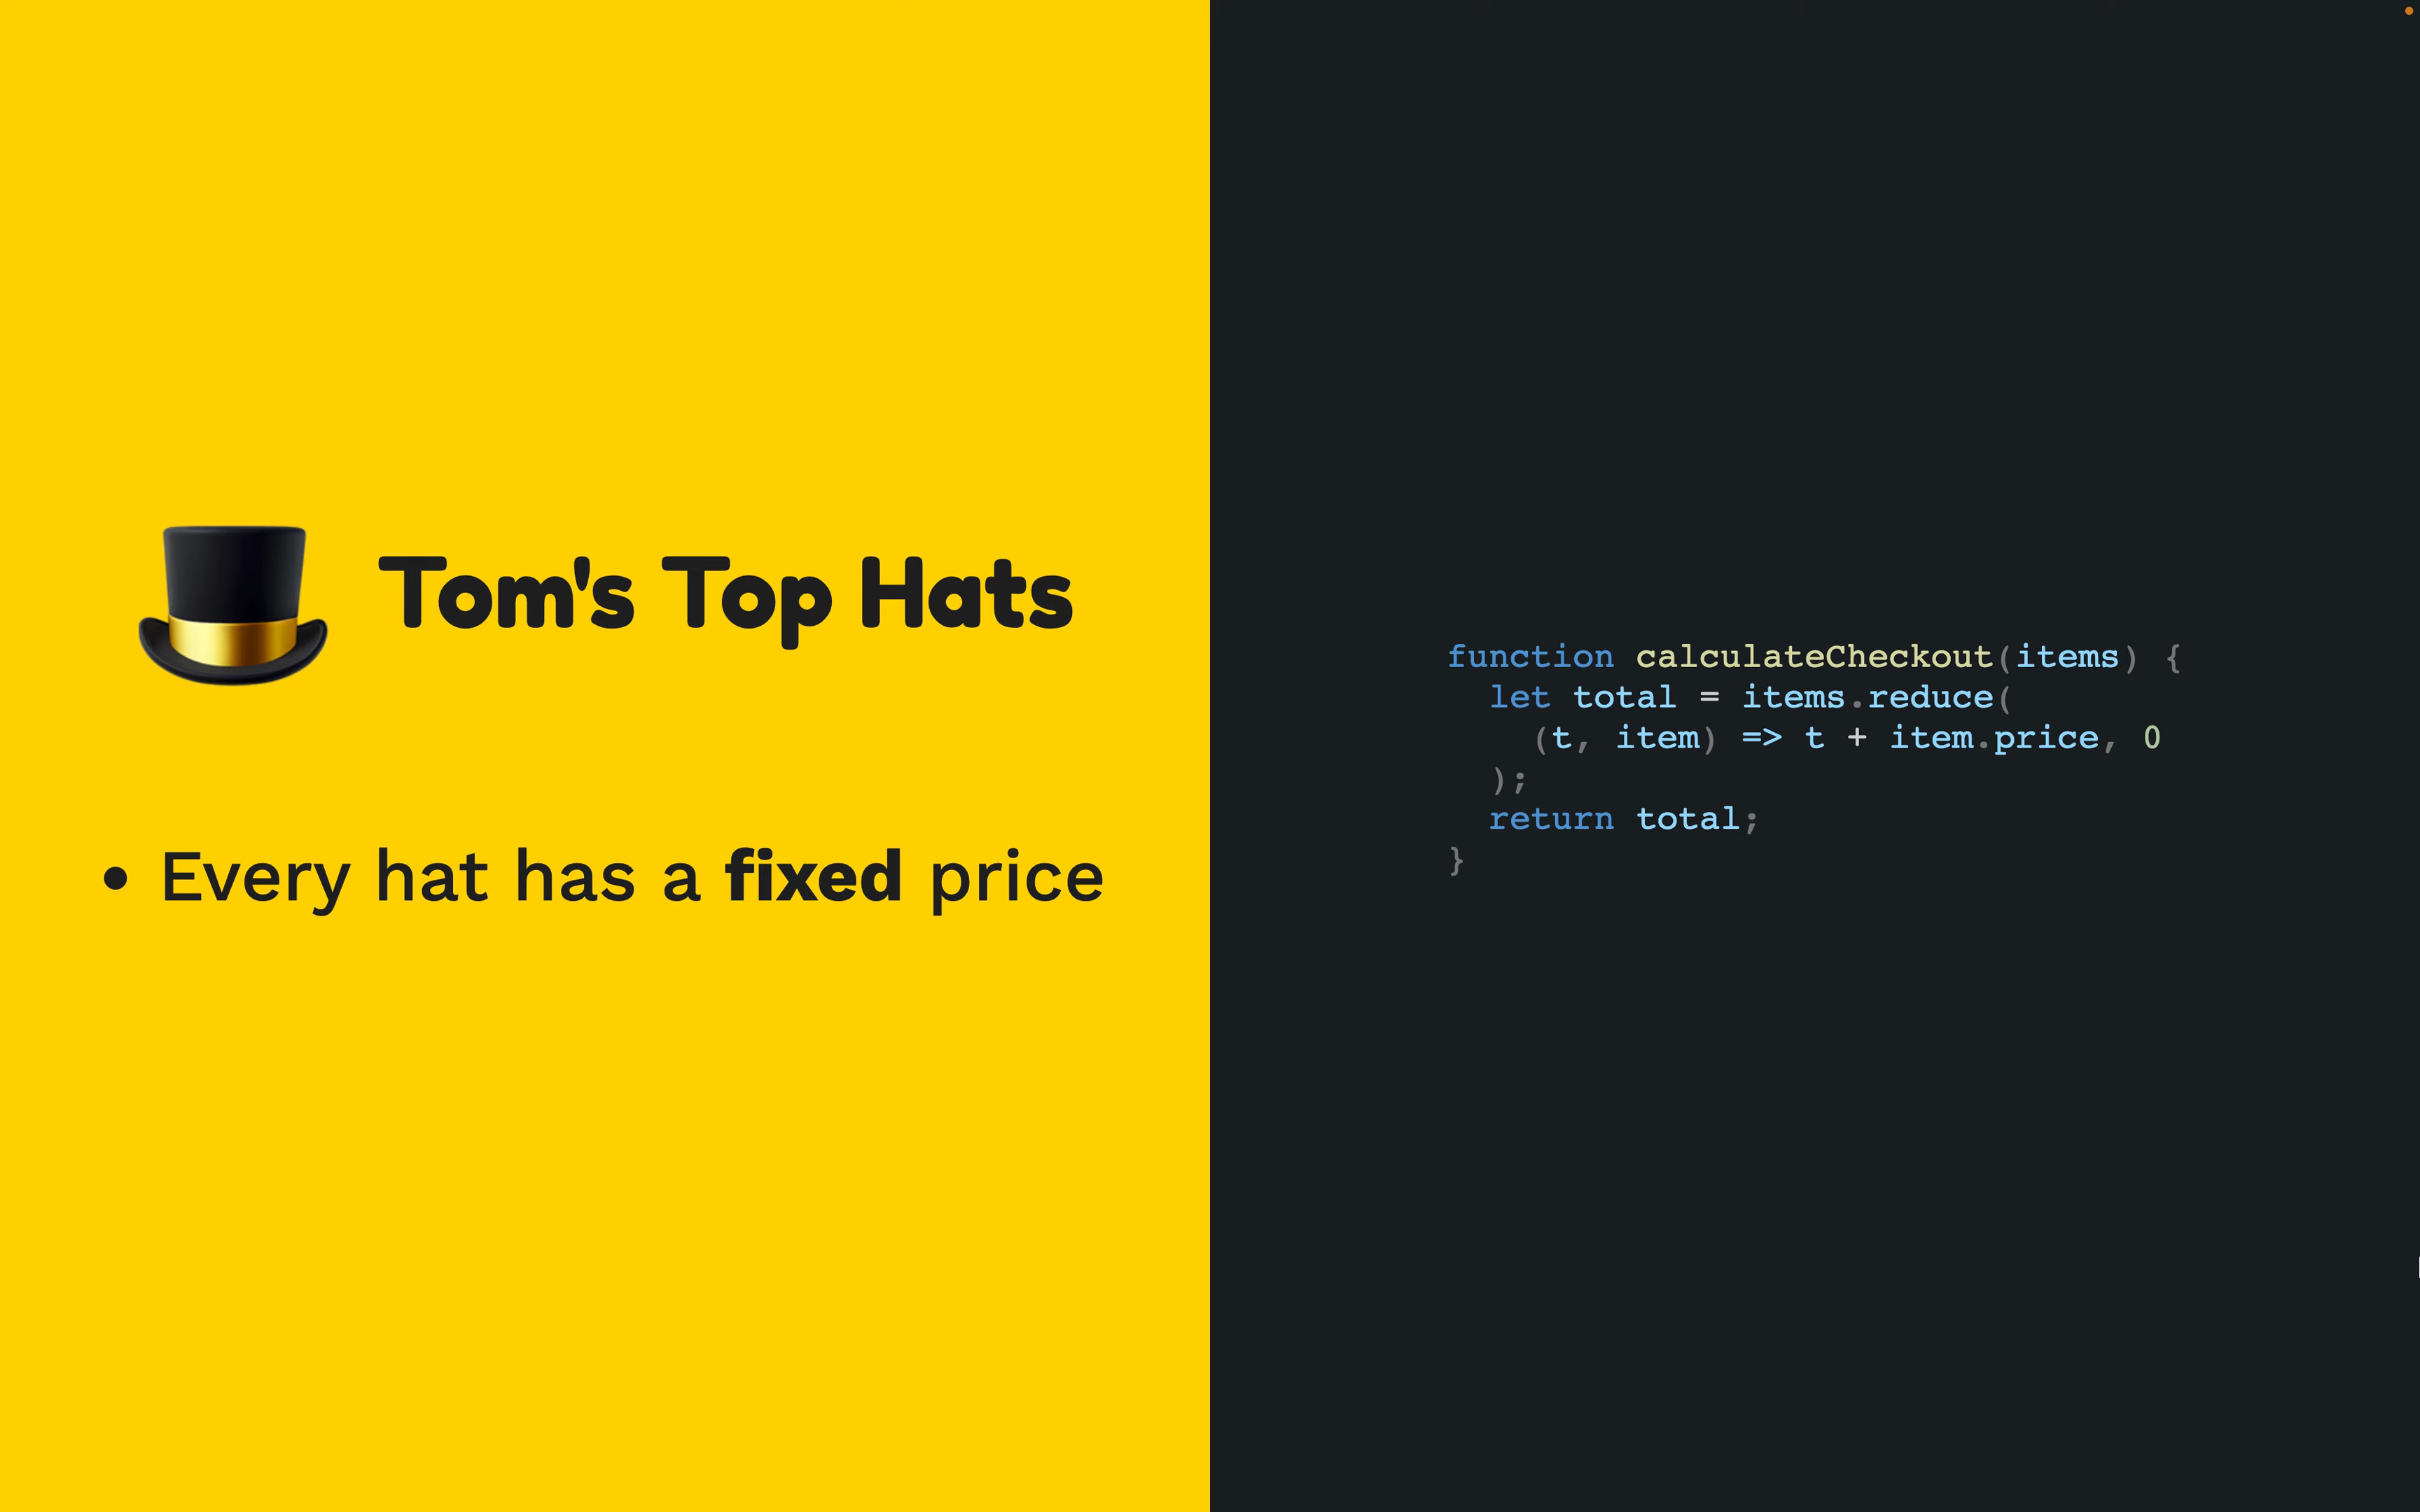 Tom's Top Hats
• Every hat has a fixed price
function calculateCheckout(items) {
  let total = items.reduce(
    (t, item) => t + item.price, 0
  );
  return total;
}